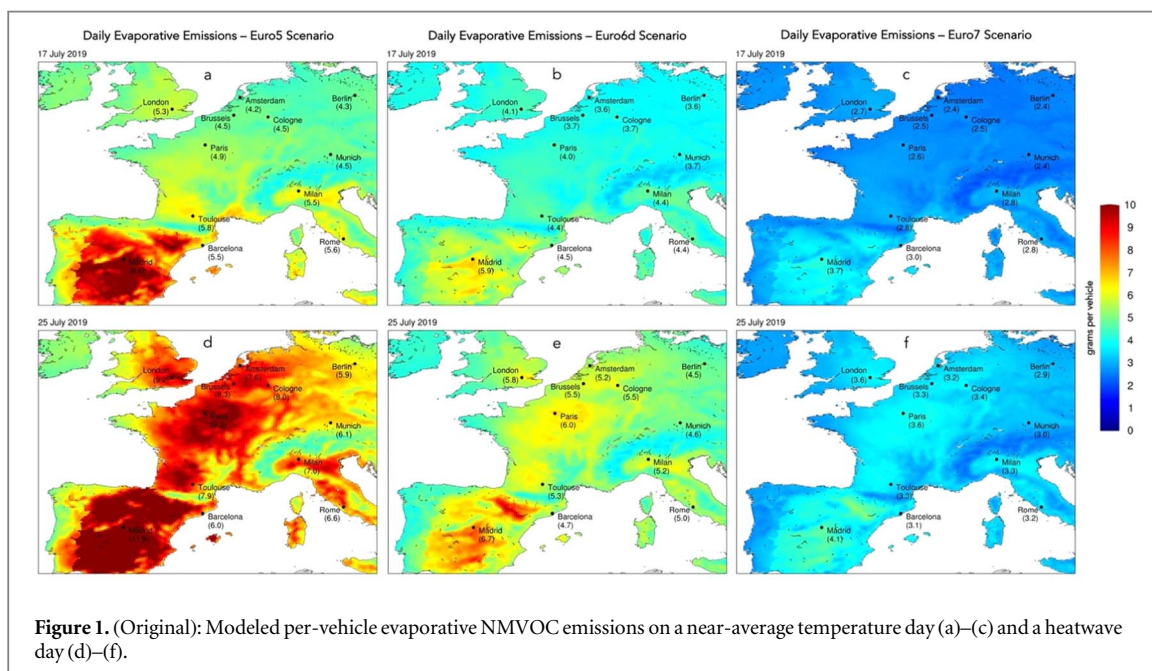 Daily Evaporative Emissions – Euro5 Scenario
Daily Evaporative Emissions – Euro6d Scenario
Daily Evaporative Emissions – Euro7 Scenario
17 July 2019
a
London
(5.3)
Amsterdam
(4.2)
Berlin
(4.3)
Brussels
(4.5)
Cologne
(4.5)
Paris
(4.9)
Munich
(4.5)
Milan
(5.5)
Toulouse
(5.8)
Barcelona
(5.5)
Rome
(5.6)
Madrid
17 July 2019
b
London
(4.1)
Amsterdam
(3.6)
Berlin
(3.6)
Brussels
(3.7)
Cologne
(3.7)
Paris
(4.0)
Munich
(3.7)
Milan
(4.4)
Toulouse
(4.4)
Barcelona
(4.5)
Rome
(4.4)
Madrid
(5.9)
17 July 2019
c
London
(2.7)
Amsterdam
(2.4)
Berlin
(2.4)
Brussels
(2.5)
Cologne
(2.5)
Paris
(2.6)
Munich
(2.4)
Milan
(2.8)
Toulouse
(2.8)
Barcelona
(3.0)
Rome
(2.8)
Madrid
(3.7)
25 July 2019
d
London
Amsterdam
Berlin
(5.9)
Brussels
(8.3)
Cologne
(8.0)
Munich
(6.1)
Milan
(7.0)
Toulouse
(7.9)
Barcelona
(6.0)
Rome
(6.6)
25 July 2019
e
London
(5.8)
Amsterdam
(5.2)
Berlin
(4.5)
Brussels
(5.5)
Cologne
(5.5)
Paris
(6.0)
Munich
(4.6)
Milan
(5.2)
Toulouse
(5.3)
Barcelona
(4.7)
Rome
(5.0)
Madrid
(6.7)
25 July 2019
f
London
(3.6)
Amsterdam
(3.2)
Berlin
(2.9)
Brussels
(3.3)
Cologne
(3.4)
Paris
(3.6)
Munich
(3.0)
Milan
(3.3)
Toulouse
(3.3)
Barcelona
(3.1)
Rome
(3.2)
Madrid
(4.1)
10
9
8
7
6
5
4
3
2
1
0
grams per vehicle
Figure 1. (Original): Modeled per-vehicle evaporative NMVOC emissions on a near-average temperature day (a)–(c) and a heatwave
day (d)–(f).